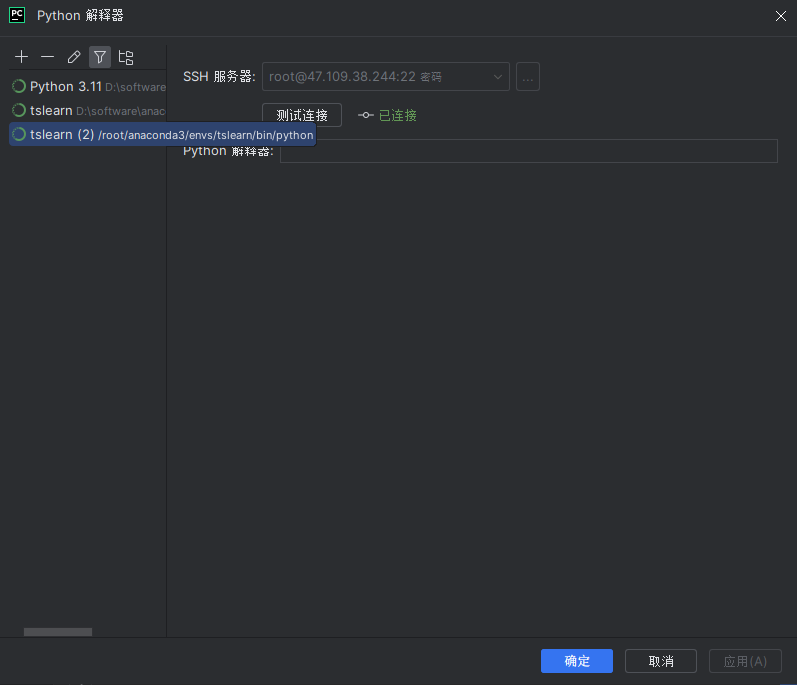 PC Python 解释器
SSH 服务器: root@47.109.38.244:22 密码 ...
Python 3.11 D:\software
tslearn D:\software\anac
测试连接 已连接
tslearn (2) /root/anaconda3/envs/tslearn/bin/python
Python 解释器:
确定 取消 应用(A)